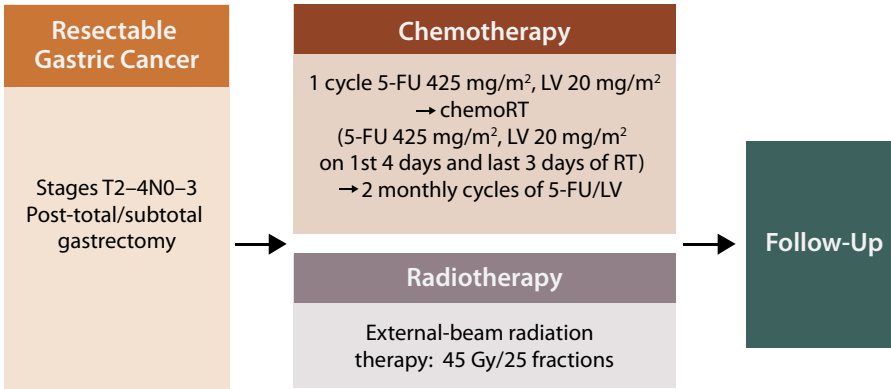 Resectable
Gastric Cancer
Stages T2–4N0–3
Post-total/subtotal
gastrectomy
Chemotherapy
1 cycle 5-FU 425 mg/m², LV 20 mg/m²
→ chemoRT
(5-FU 425 mg/m², LV 20 mg/m²
on 1st 4 days and last 3 days of RT)
→ 2 monthly cycles of 5-FU/LV
Radiotherapy
External-beam radiation
therapy: 45 Gy/25 fractions
Follow-Up